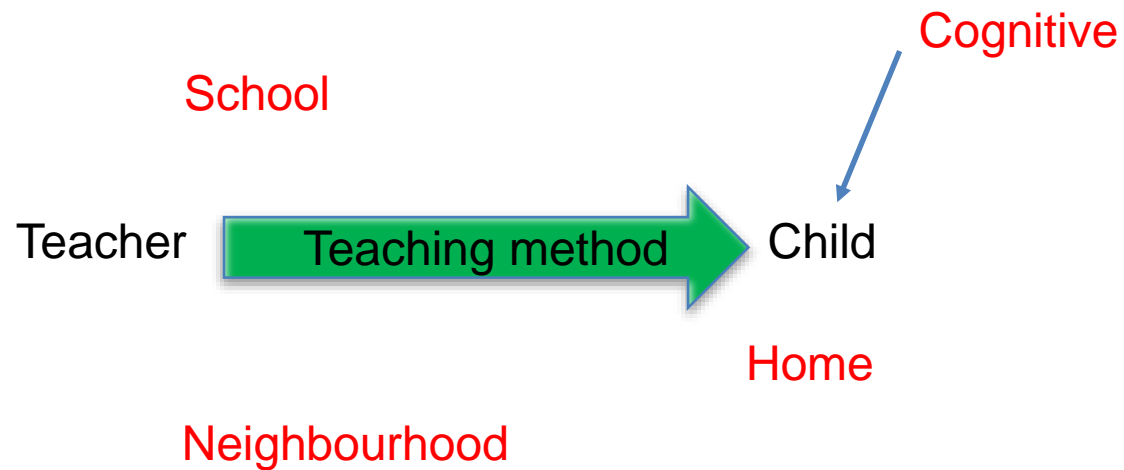 Cognitive
School
Teacher Teaching method Child
Home
Neighbourhood